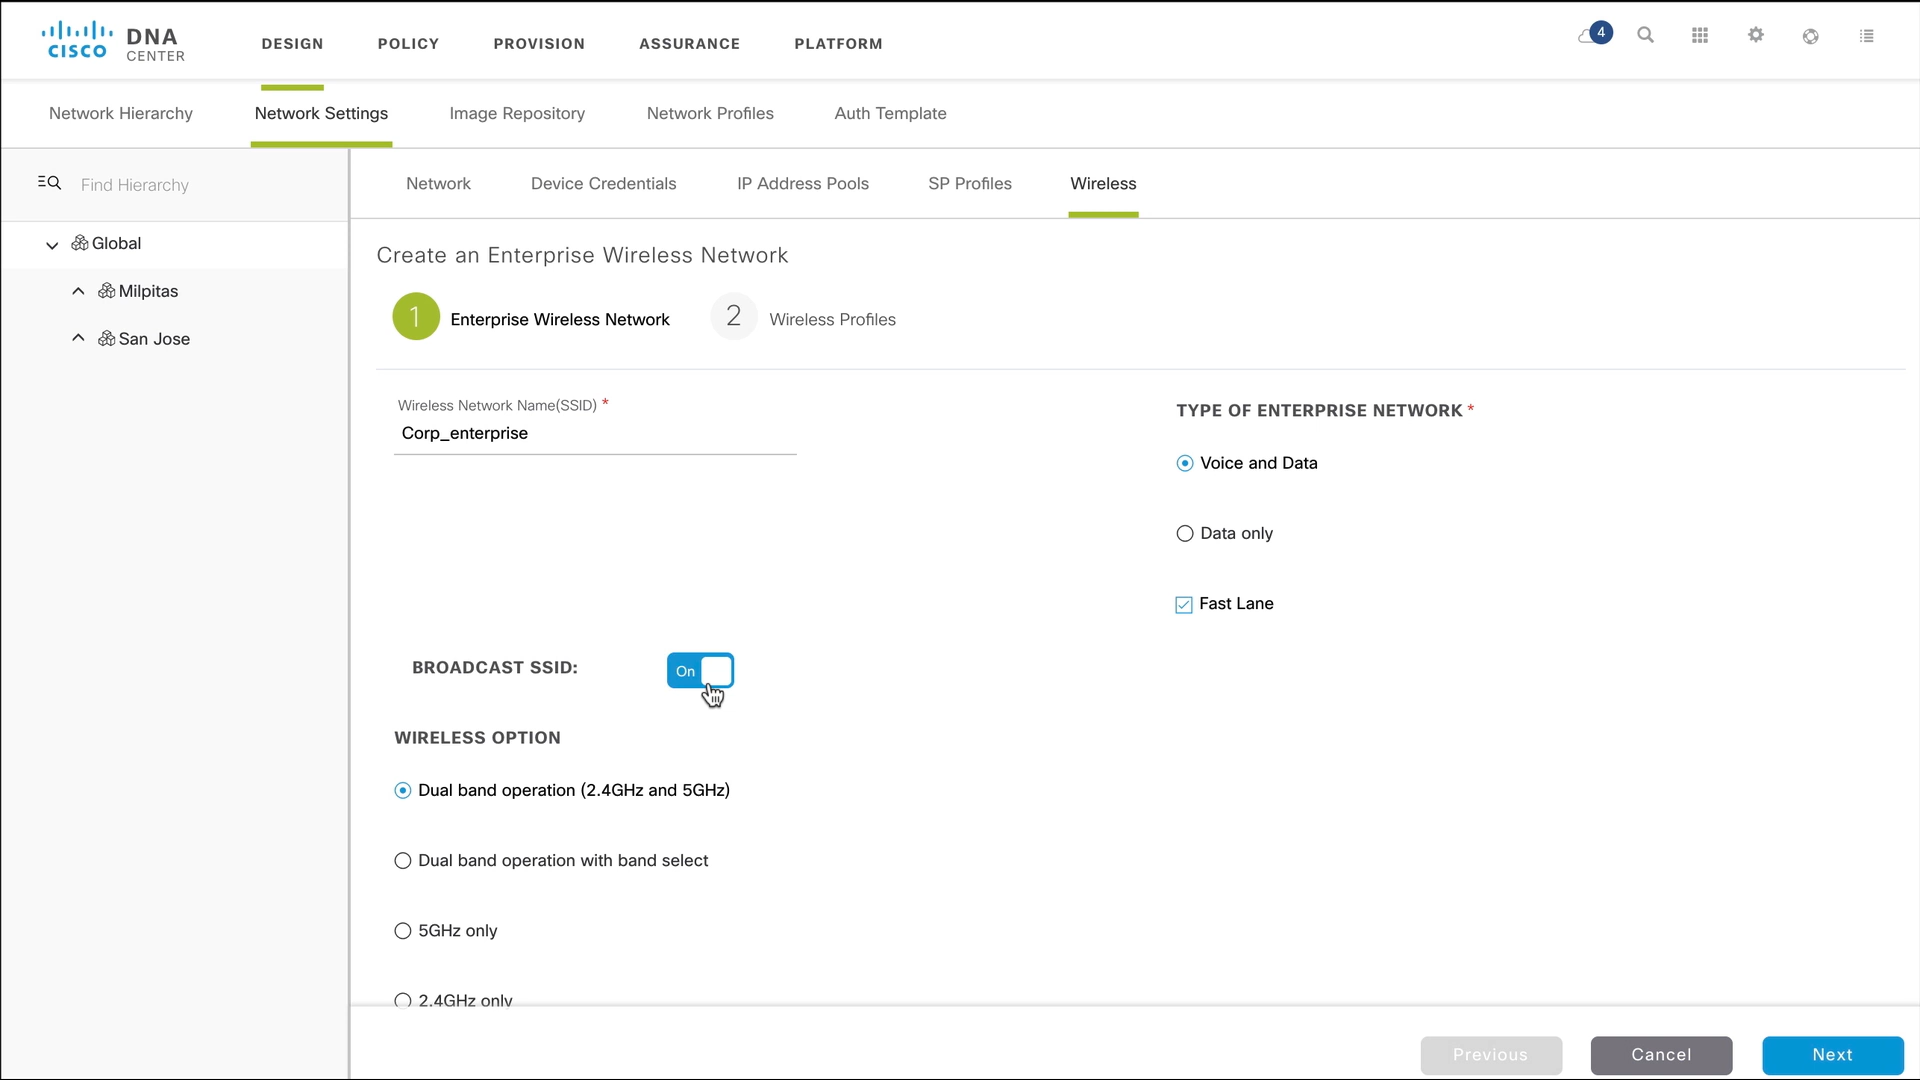 CISCO DNA CENTER
DESIGN POLICY PROVISION ASSURANCE PLATFORM
4
Network Hierarchy Network Settings Image Repository Network Profiles Auth Template
Find Hierarchy
Global
Milpitas
San Jose
Network Device Credentials IP Address Pools SP Profiles Wireless
Create an Enterprise Wireless Network
1 Enterprise Wireless Network 2 Wireless Profiles
Wireless Network Name(SSID) *
Corp_enterprise
TYPE OF ENTERPRISE NETWORK *
Voice and Data
Data only
Fast Lane
BROADCAST SSID: On
WIRELESS OPTION
Dual band operation (2.4GHz and 5GHz)
Dual band operation with band select
5GHz only
2.4GHz only
Previous Cancel Next